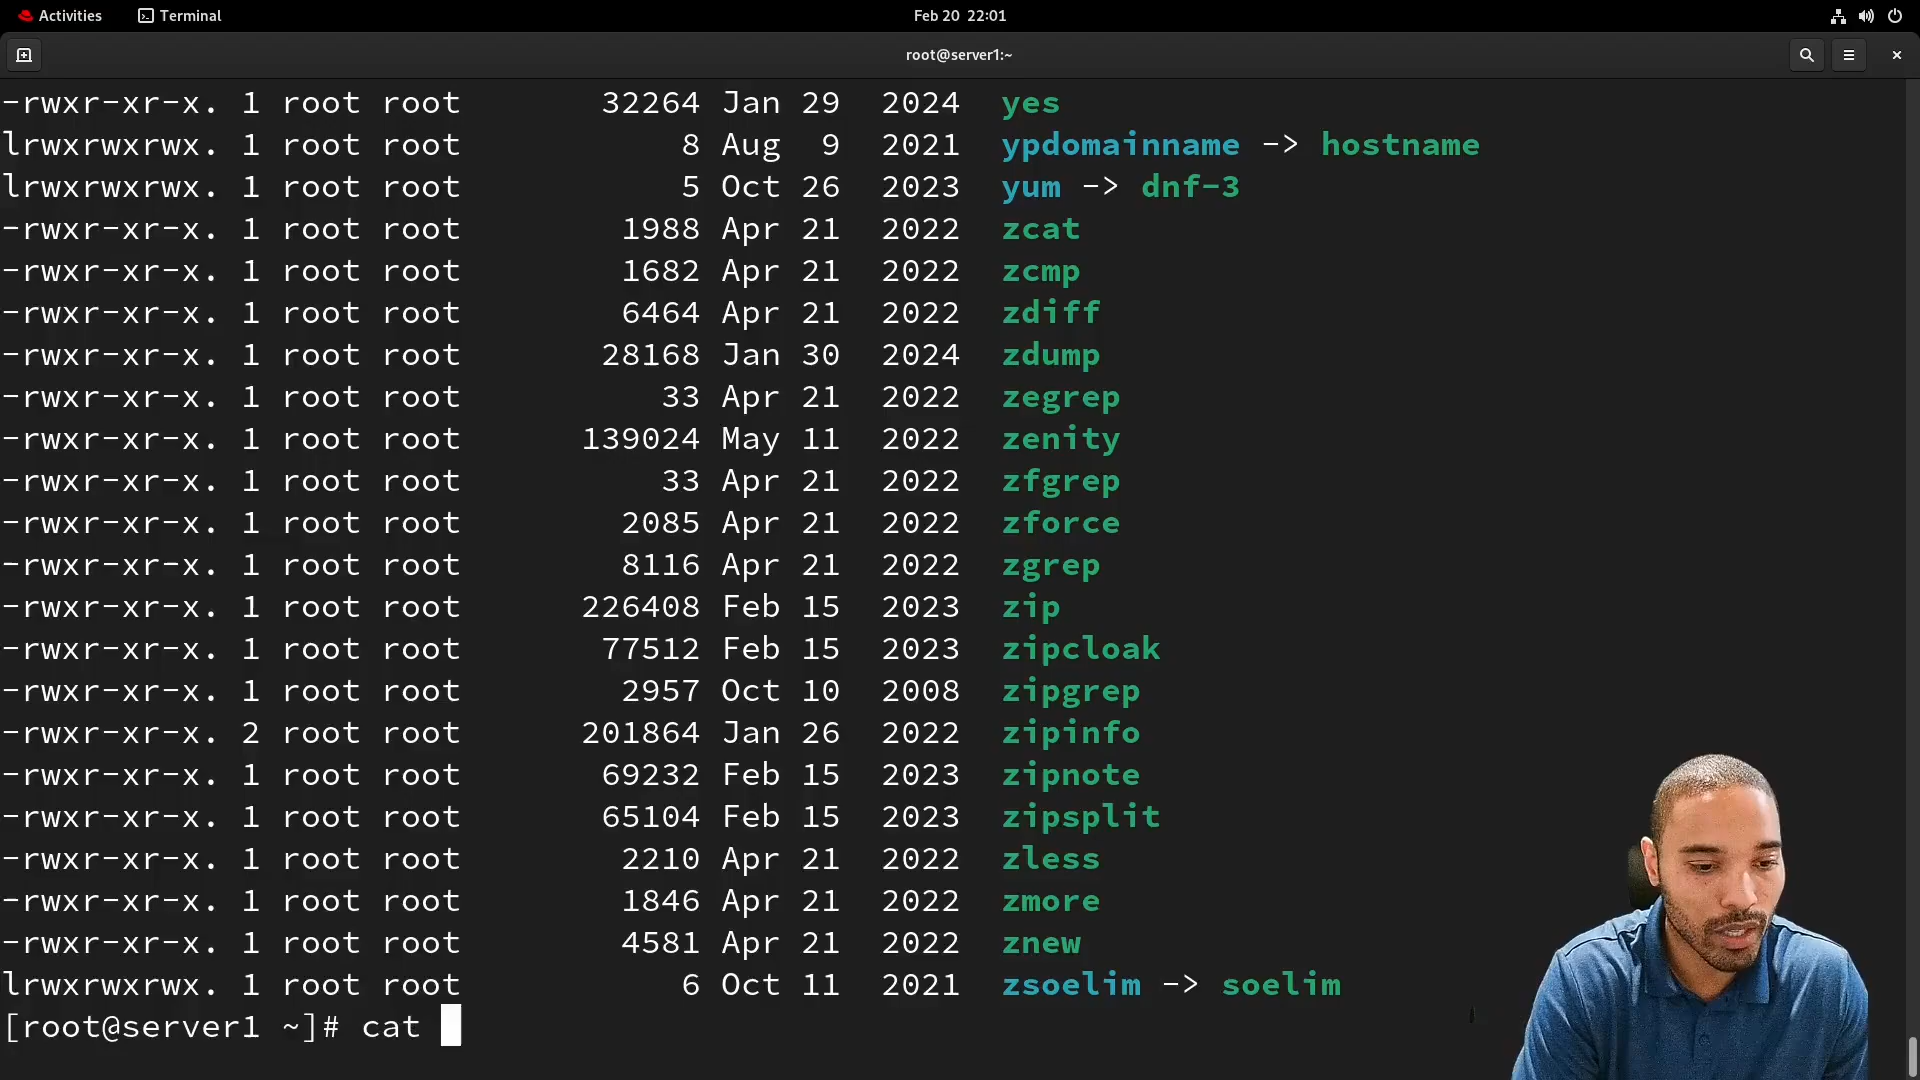 Activities Terminal Feb 20 22:01
root@server1:~
-rwxr-xr-x. 1 root root 32264 Jan 29 2024 yes
lrwxrwxrwx. 1 root root 8 Aug 9 2021 ypdomainname -> hostname
lrwxrwxrwx. 1 root root 5 Oct 26 2023 yum -> dnf-3
-rwxr-xr-x. 1 root root 1988 Apr 21 2022 zcat
-rwxr-xr-x. 1 root root 1682 Apr 21 2022 zcmp
-rwxr-xr-x. 1 root root 6464 Apr 21 2022 zdiff
-rwxr-xr-x. 1 root root 28168 Jan 30 2024 zdump
-rwxr-xr-x. 1 root root 33 Apr 21 2022 zegrep
-rwxr-xr-x. 1 root root 139024 May 11 2022 zenity
-rwxr-xr-x. 1 root root 33 Apr 21 2022 zfgrep
-rwxr-xr-x. 1 root root 2085 Apr 21 2022 zforce
-rwxr-xr-x. 1 root root 8116 Apr 21 2022 zgrep
-rwxr-xr-x. 1 root root 226408 Feb 15 2023 zip
-rwxr-xr-x. 1 root root 77512 Feb 15 2023 zipcloak
-rwxr-xr-x. 1 root root 2957 Oct 10 2008 zipgrep
-rwxr-xr-x. 2 root root 201864 Jan 26 2022 zipinfo
-rwxr-xr-x. 1 root root 69232 Feb 15 2023 zipnote
-rwxr-xr-x. 1 root root 65104 Feb 15 2023 zipsplit
-rwxr-xr-x. 1 root root 2210 Apr 21 2022 zless
-rwxr-xr-x. 1 root root 1846 Apr 21 2022 zmore
-rwxr-xr-x. 1 root root 4581 Apr 21 2022 znew
lrwxrwxrwx. 1 root root 6 Oct 11 2021 zsoelim -> soelim
[root@server1 ~]# cat